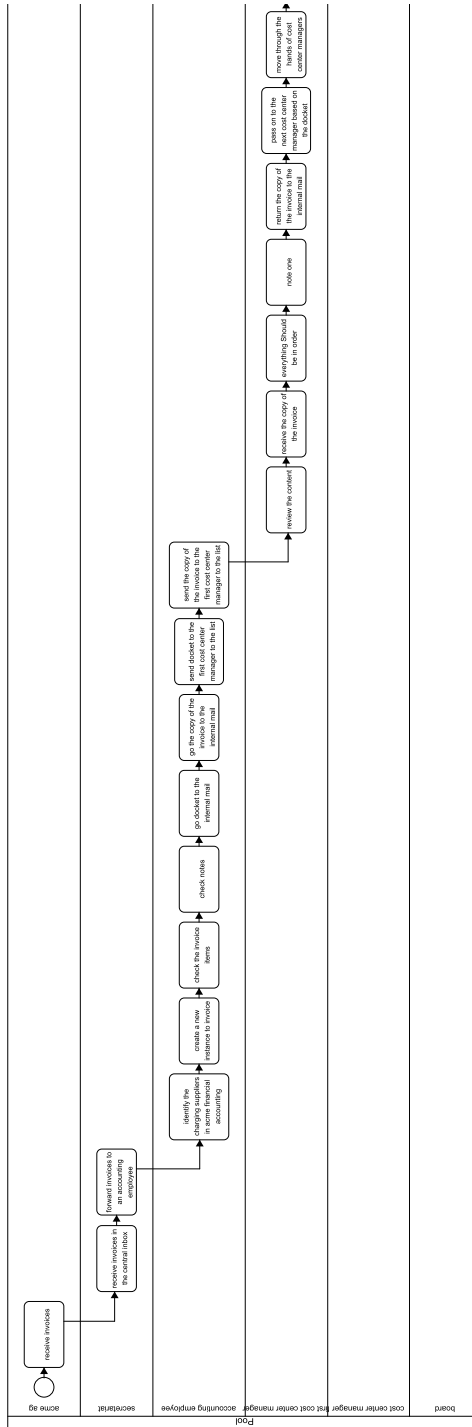 Pool
acme ag
secretariat
accounting employee
first cost center manager
cost center manager
board
receive invoices
receive invoices in
the central inbox
forward invoices to
an accounting
employee
identify the
charging suppliers
in acme financial
accounting
create a new
instance to invoice
check the invoice
items
check notes
go docket to the
internal mail
go the copy of the
invoice to the
internal mail
send docket to the
first cost center
manager to the list
send the copy of
the invoice to the
first cost center
manager to the list
review the content
receive the copy of
the invoice
everything Should
be in order
note one
return the copy of
the invoice to the
internal mail
pass on to the
next cost center
manager based on
the docket
move through the
hands of cost
center managers